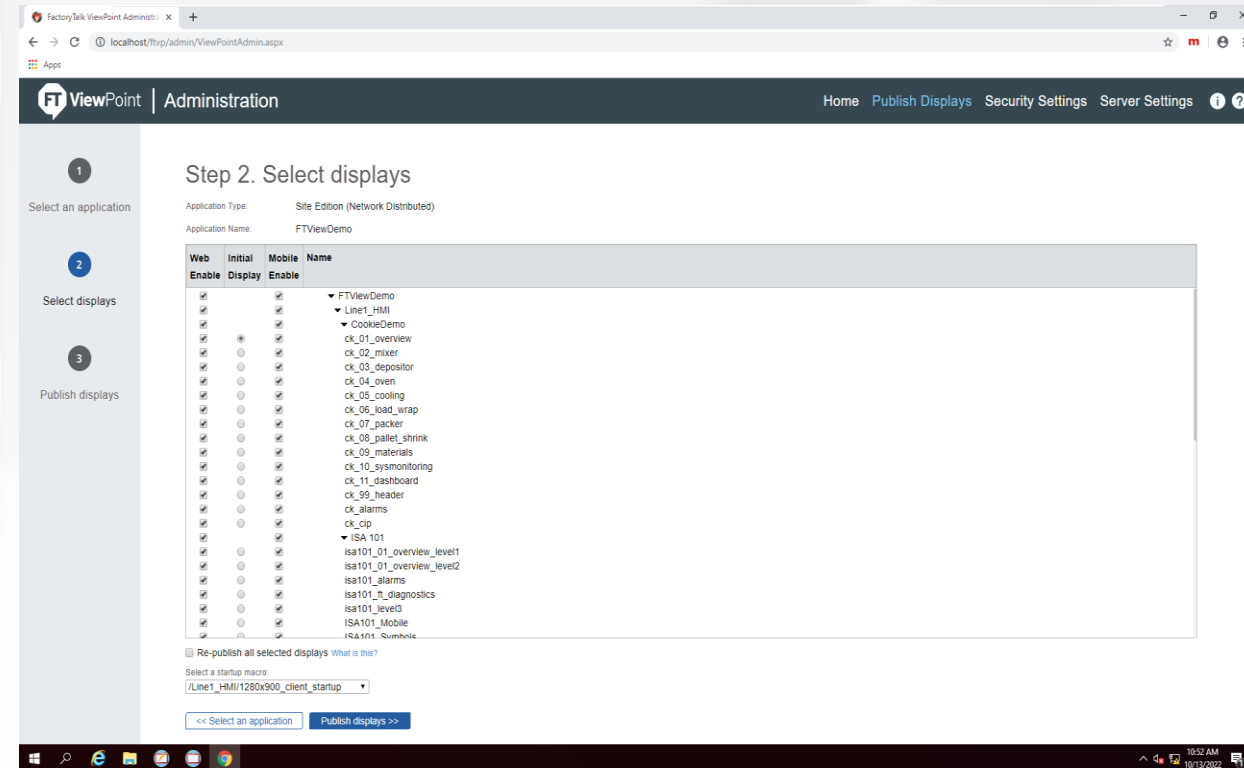 FactoryTalk ViewPoint Administra
localhost/ftvp/admin/ViewPointAdmin.aspx
m
Apps
FT ViewPoint | Administration
Home Publish Displays Security Settings Server Settings i ?
1
Select an application
2
Select displays
3
Publish displays
Step 2. Select displays
Application Type: Site Edition (Network Distributed)
Application Name: FTViewDemo
Web Enable Initial Display Mobile Enable Name
FTViewDemo
Line1_HMI
CookieDemo
ck_01_overview
ck_02_mixer
ck_03_depositor
ck_04_oven
ck_05_cooling
ck_06_load_wrap
ck_07_packer
ck_08_pallet_shrink
ck_09_materials
ck_10_sysmonitoring
ck_11_dashboard
ck_99_header
ck_alarms
ck_cip
ISA 101
isa101_01_overview_level1
isa101_01_overview_level2
isa101_alarms
isa101_ft_diagnostics
isa101_level3
ISA101_Mobile
ISA101_Symbols
Re-publish all selected displays What is this?
Select a startup macro:
/Line1_HMI/1280x900_client_startup
<< Select an application Publish displays >>
10:52 AM
10/13/2022